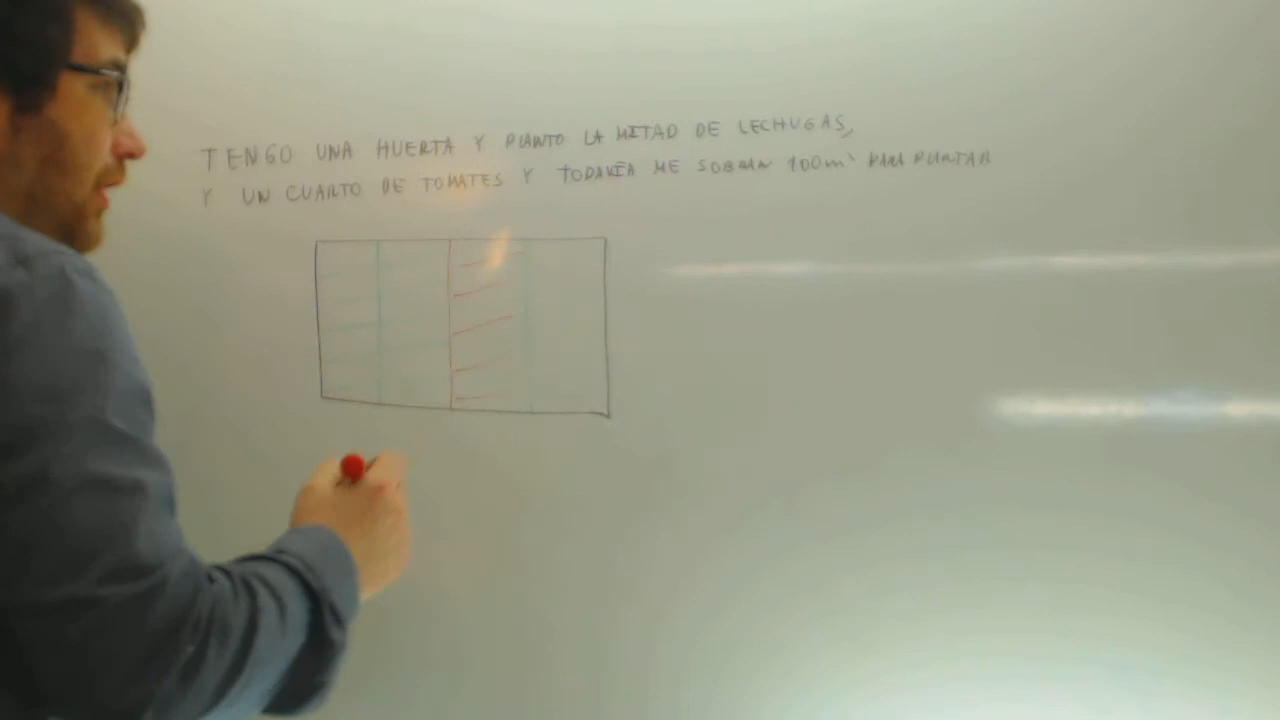 TENGO UNA HUERTA Y PLANTO LA MITAD DE LECHUGAS,
Y UN CUARTO DE TOMATES Y TODAVÍA ME SOBRAN 100m² PARA PLANTAR